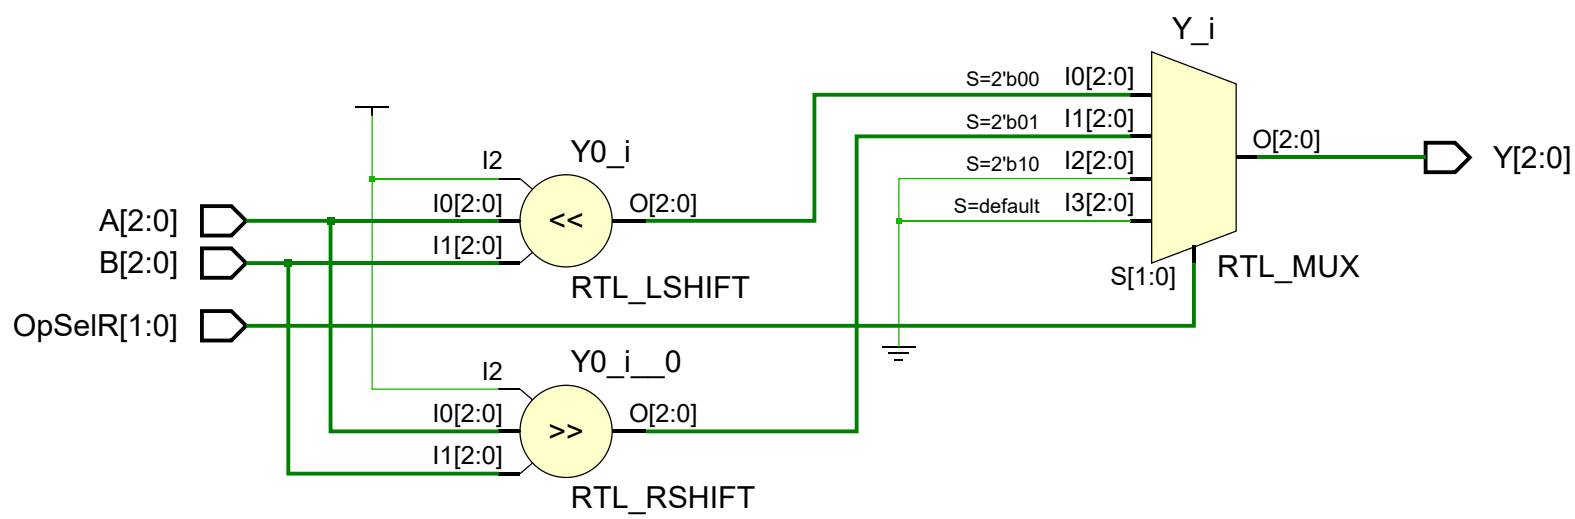 Y_i
S=2'b00 I0[2:0]
S=2'b01 I1[2:0]
S=2'b10 I2[2:0]
S=default I3[2:0]
O[2:0]
Y[2:0]
S[1:0]
RTL_MUX
Y0_i
I2
I0[2:0]
I1[2:0]
<<
O[2:0]
RTL_LSHIFT
A[2:0]
B[2:0]
OpSelR[1:0]
Y0_i__0
I2
I0[2:0]
I1[2:0]
>>
O[2:0]
RTL_RSHIFT